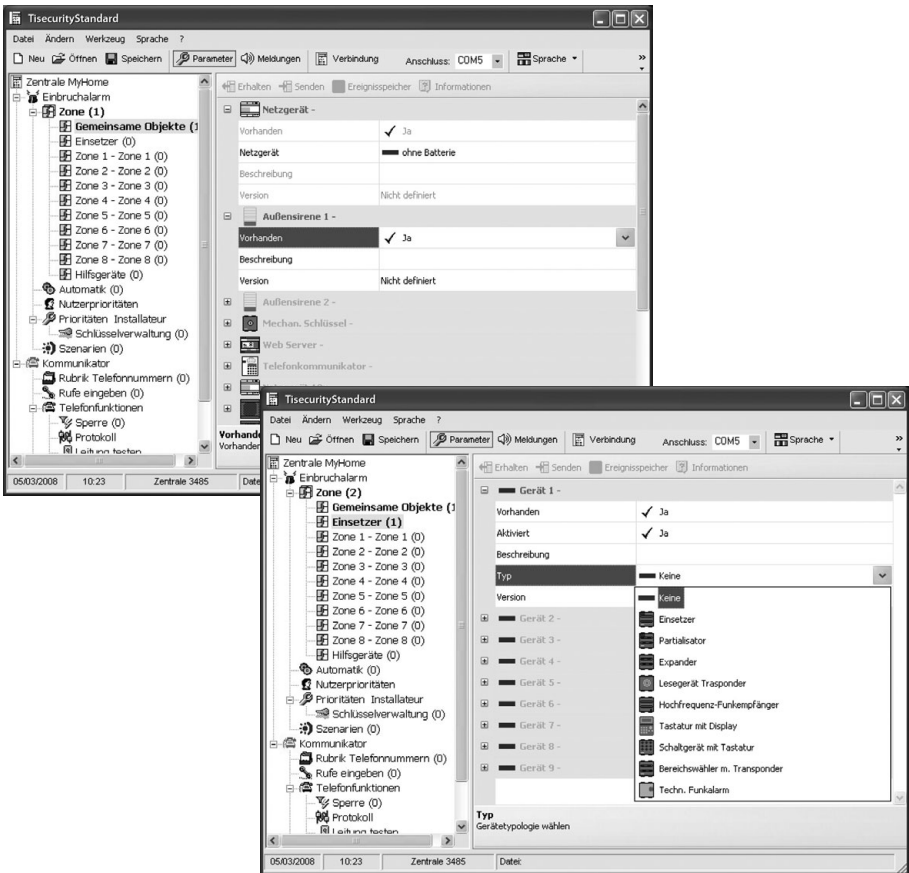 TisecurityStandard
Datei Ändern Werkzeug Sprache ?
Neu Öffnen Speichern Parameter Meldungen Verbindung Anschluss: COM5 Sprache »
Zentrale MyHome
Einbruchalarm
Zone (1)
Gemeinsame Objekte (1
Einsetzer (0)
Zone 1 - Zone 1 (0)
Zone 2 - Zone 2 (0)
Zone 3 - Zone 3 (0)
Zone 4 - Zone 4 (0)
Zone 5 - Zone 5 (0)
Zone 6 - Zone 6 (0)
Zone 7 - Zone 7 (0)
Zone 8 - Zone 8 (0)
Hilfsgeräte (0)
Automatik (0)
Nutzerprioritäten
Prioritäten Installateur
Schlüsselverwaltung (0)
Szenarien (0)
Kommunikator
Rubrik Telefonnummern (0)
Rufe eingeben (0)
Telefonfunktionen
Sperre (0)
Protokoll
Leitung testen
Erhalten Senden Ereignisspeicher Informationen
Netzgerät -
Vorhanden Ja
Netzgerät ohne Batterie
Beschreibung
Version Nicht definiert
Außensirene 1 -
Vorhanden Ja
Beschreibung
Version Nicht definiert
Außensirene 2 -
Mechan. Schlüssel -
Web Server -
Telefonkommunikator -
Vorhande
Vorhanden
05/03/2008 10:23 Zentrale 3485 Date
TisecurityStandard
Datei Ändern Werkzeug Sprache ?
Neu Öffnen Speichern Parameter Meldungen Verbindung Anschluss: COM5 Sprache »
Zentrale MyHome
Einbruchalarm
Zone (2)
Gemeinsame Objekte (1
Einsetzer (1)
Zone 1 - Zone 1 (0)
Zone 2 - Zone 2 (0)
Zone 3 - Zone 3 (0)
Zone 4 - Zone 4 (0)
Zone 5 - Zone 5 (0)
Zone 6 - Zone 6 (0)
Zone 7 - Zone 7 (0)
Zone 8 - Zone 8 (0)
Hilfsgeräte (0)
Automatik (0)
Nutzerprioritäten
Prioritäten Installateur
Schlüsselverwaltung (0)
Szenarien (0)
Kommunikator
Rubrik Telefonnummern (0)
Rufe eingeben (0)
Telefonfunktionen
Sperre (0)
Protokoll
Leitung testen
Erhalten Senden Ereignisspeicher Informationen
Gerät 1 -
Vorhanden Ja
Aktiviert Ja
Beschreibung
Typ Keine
Version
Keine
Einsetzer
Partialisator
Expander
Lesegerät Trasponder
Hochfrequenz-Funkempfänger
Tastatur mit Display
Schaltgerät mit Tastatur
Bereichswähler m. Transponder
Techn. Funkalarm
Gerät 2 -
Gerät 3 -
Gerät 4 -
Gerät 5 -
Gerät 6 -
Gerät 7 -
Gerät 8 -
Gerät 9 -
Typ
Gerätetypologie wählen
05/03/2008 10:23 Zentrale 3485 Datei: